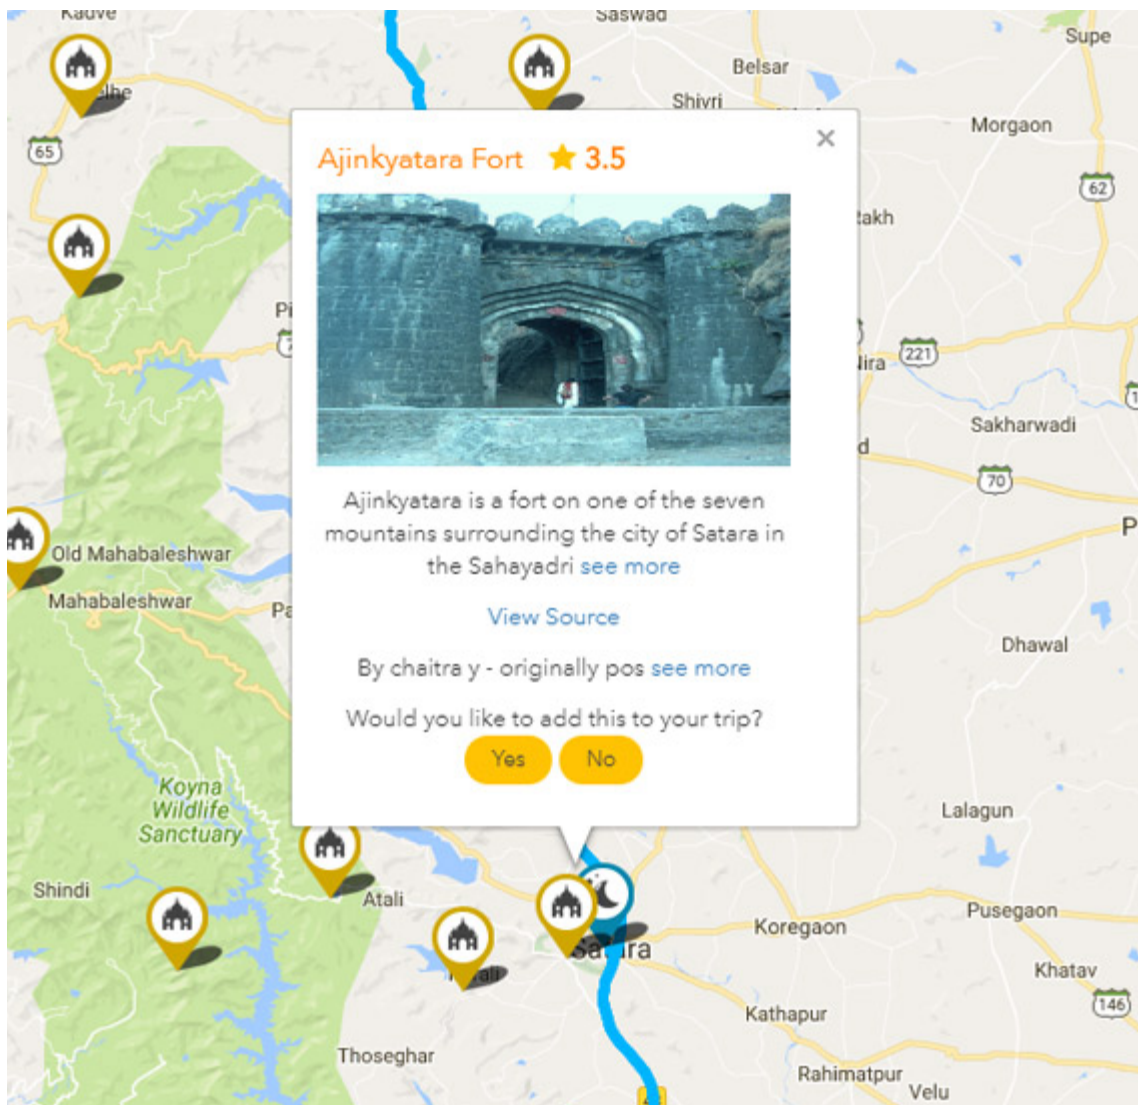 Kadve
Saswad
Supe
Belsar
Shivri
Morgaon
65
62
Ajinkyatara Fort 3.5
×
221
Sakharwadi
70
Ajinkyatara is a fort on one of the seven
mountains surrounding the city of Satara in
the Sahayadri see more
Old Mahabaleshwar
Mahabaleshwar
View Source
Dhawal
By chaitra y - originally pos see more
Would you like to add this to your trip?
Yes No
Koyna
Wildlife
Sanctuary
Lalagun
Shindi
Atali
Pusegaon
Koregaon
Satara
Khatav
146
Kathapur
Thoseghar
Rahimatpur
Velu